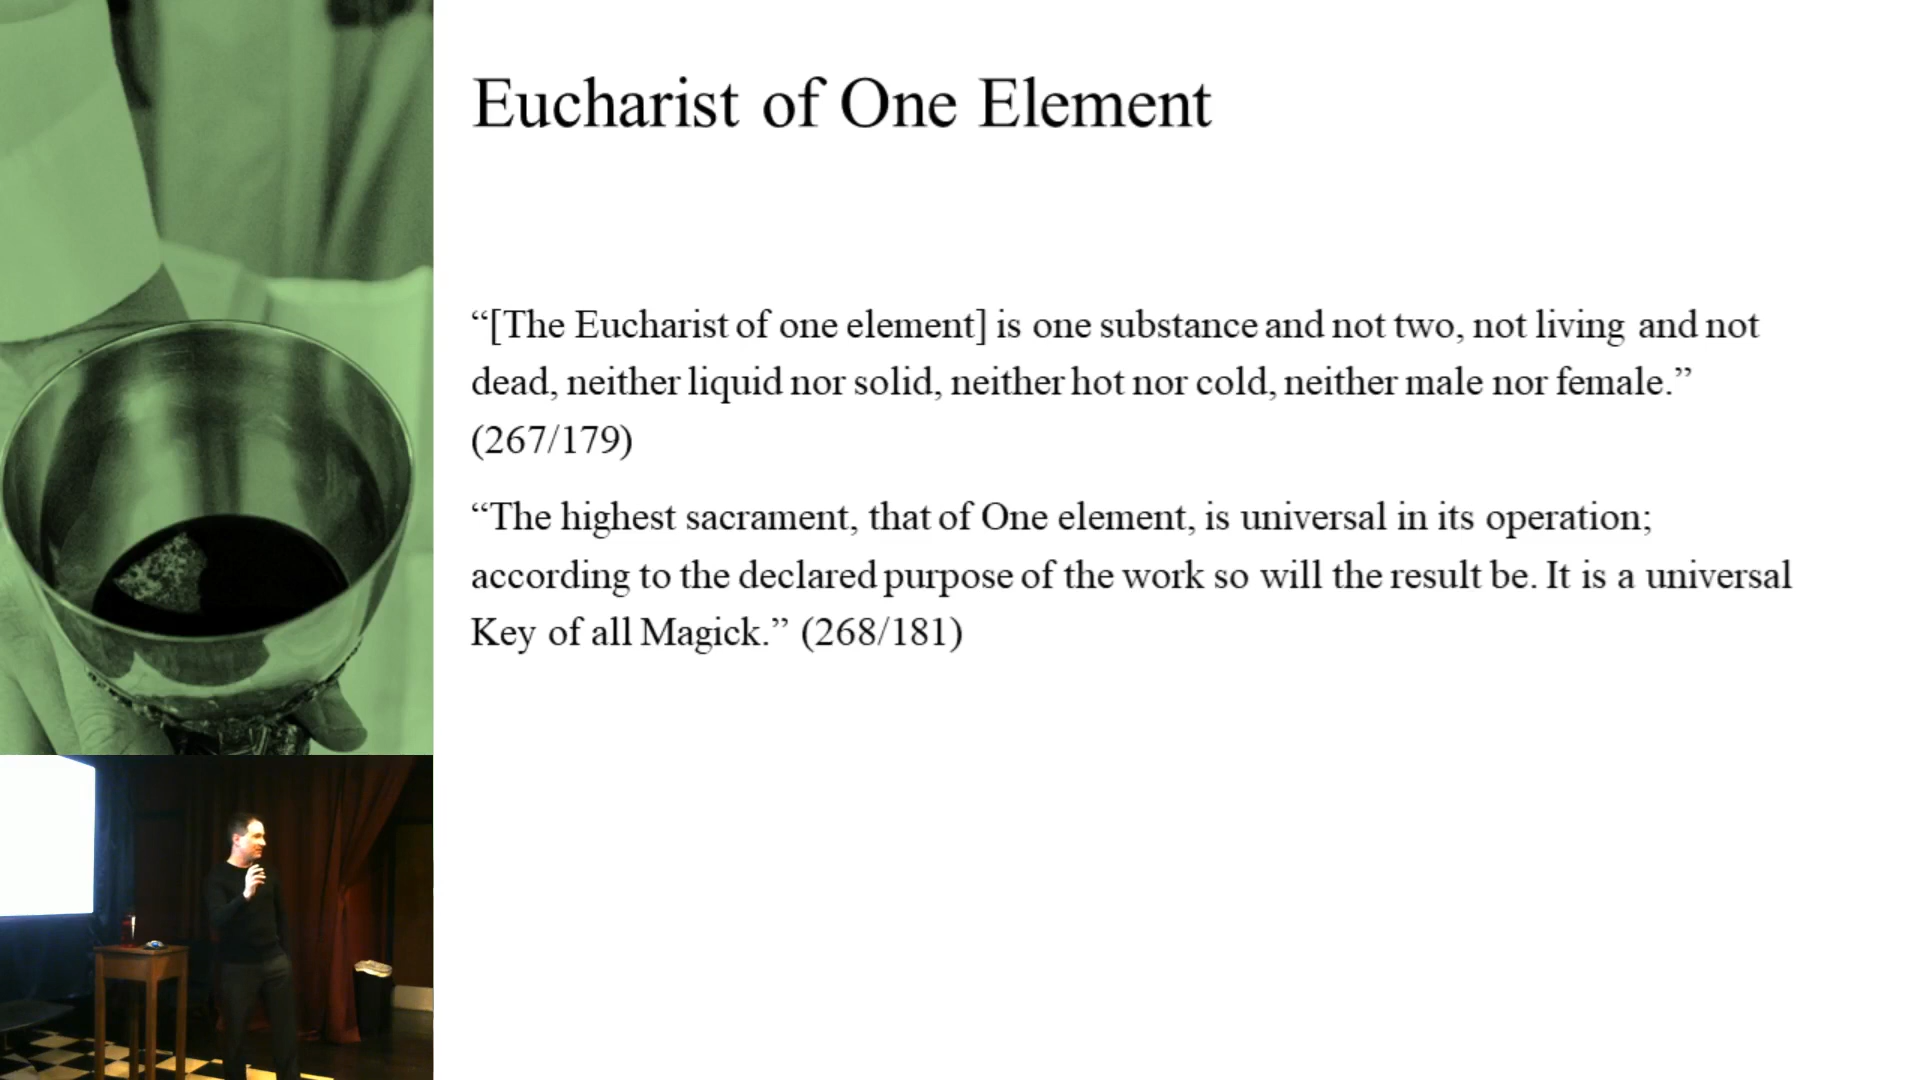 Eucharist of One Element
“[The Eucharist of one element] is one substance and not two, not living and not
dead, neither liquid nor solid, neither hot nor cold, neither male nor female.”
(267/179)
“The highest sacrament, that of One element, is universal in its operation;
according to the declared purpose of the work so will the result be. It is a universal
Key of all Magick.” (268/181)